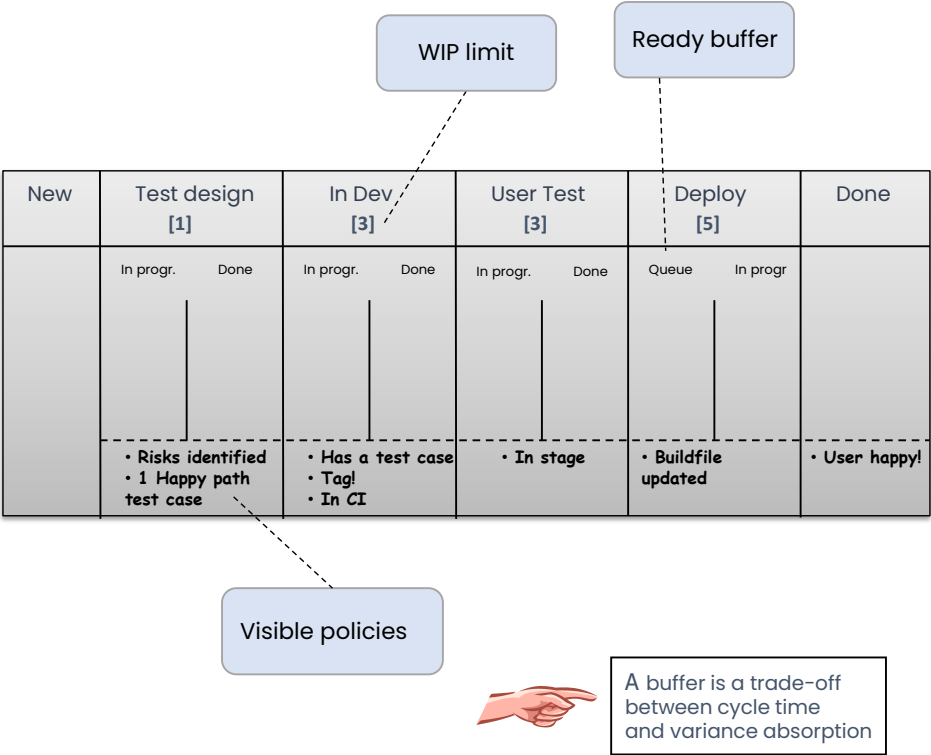 WIP limit
Ready buffer
New
Test design
[1]
In Dev
[3]
User Test
[3]
Deploy
[5]
Done
In progr.
Done
In progr.
Done
In progr.
Done
Queue
In progr
• Risks identified
• 1 Happy path
test case
• Has a test case
• Tag!
• In CI
• In stage
• Buildfile
updated
• User happy!
Visible policies
A buffer is a trade-off
between cycle time
and variance absorption